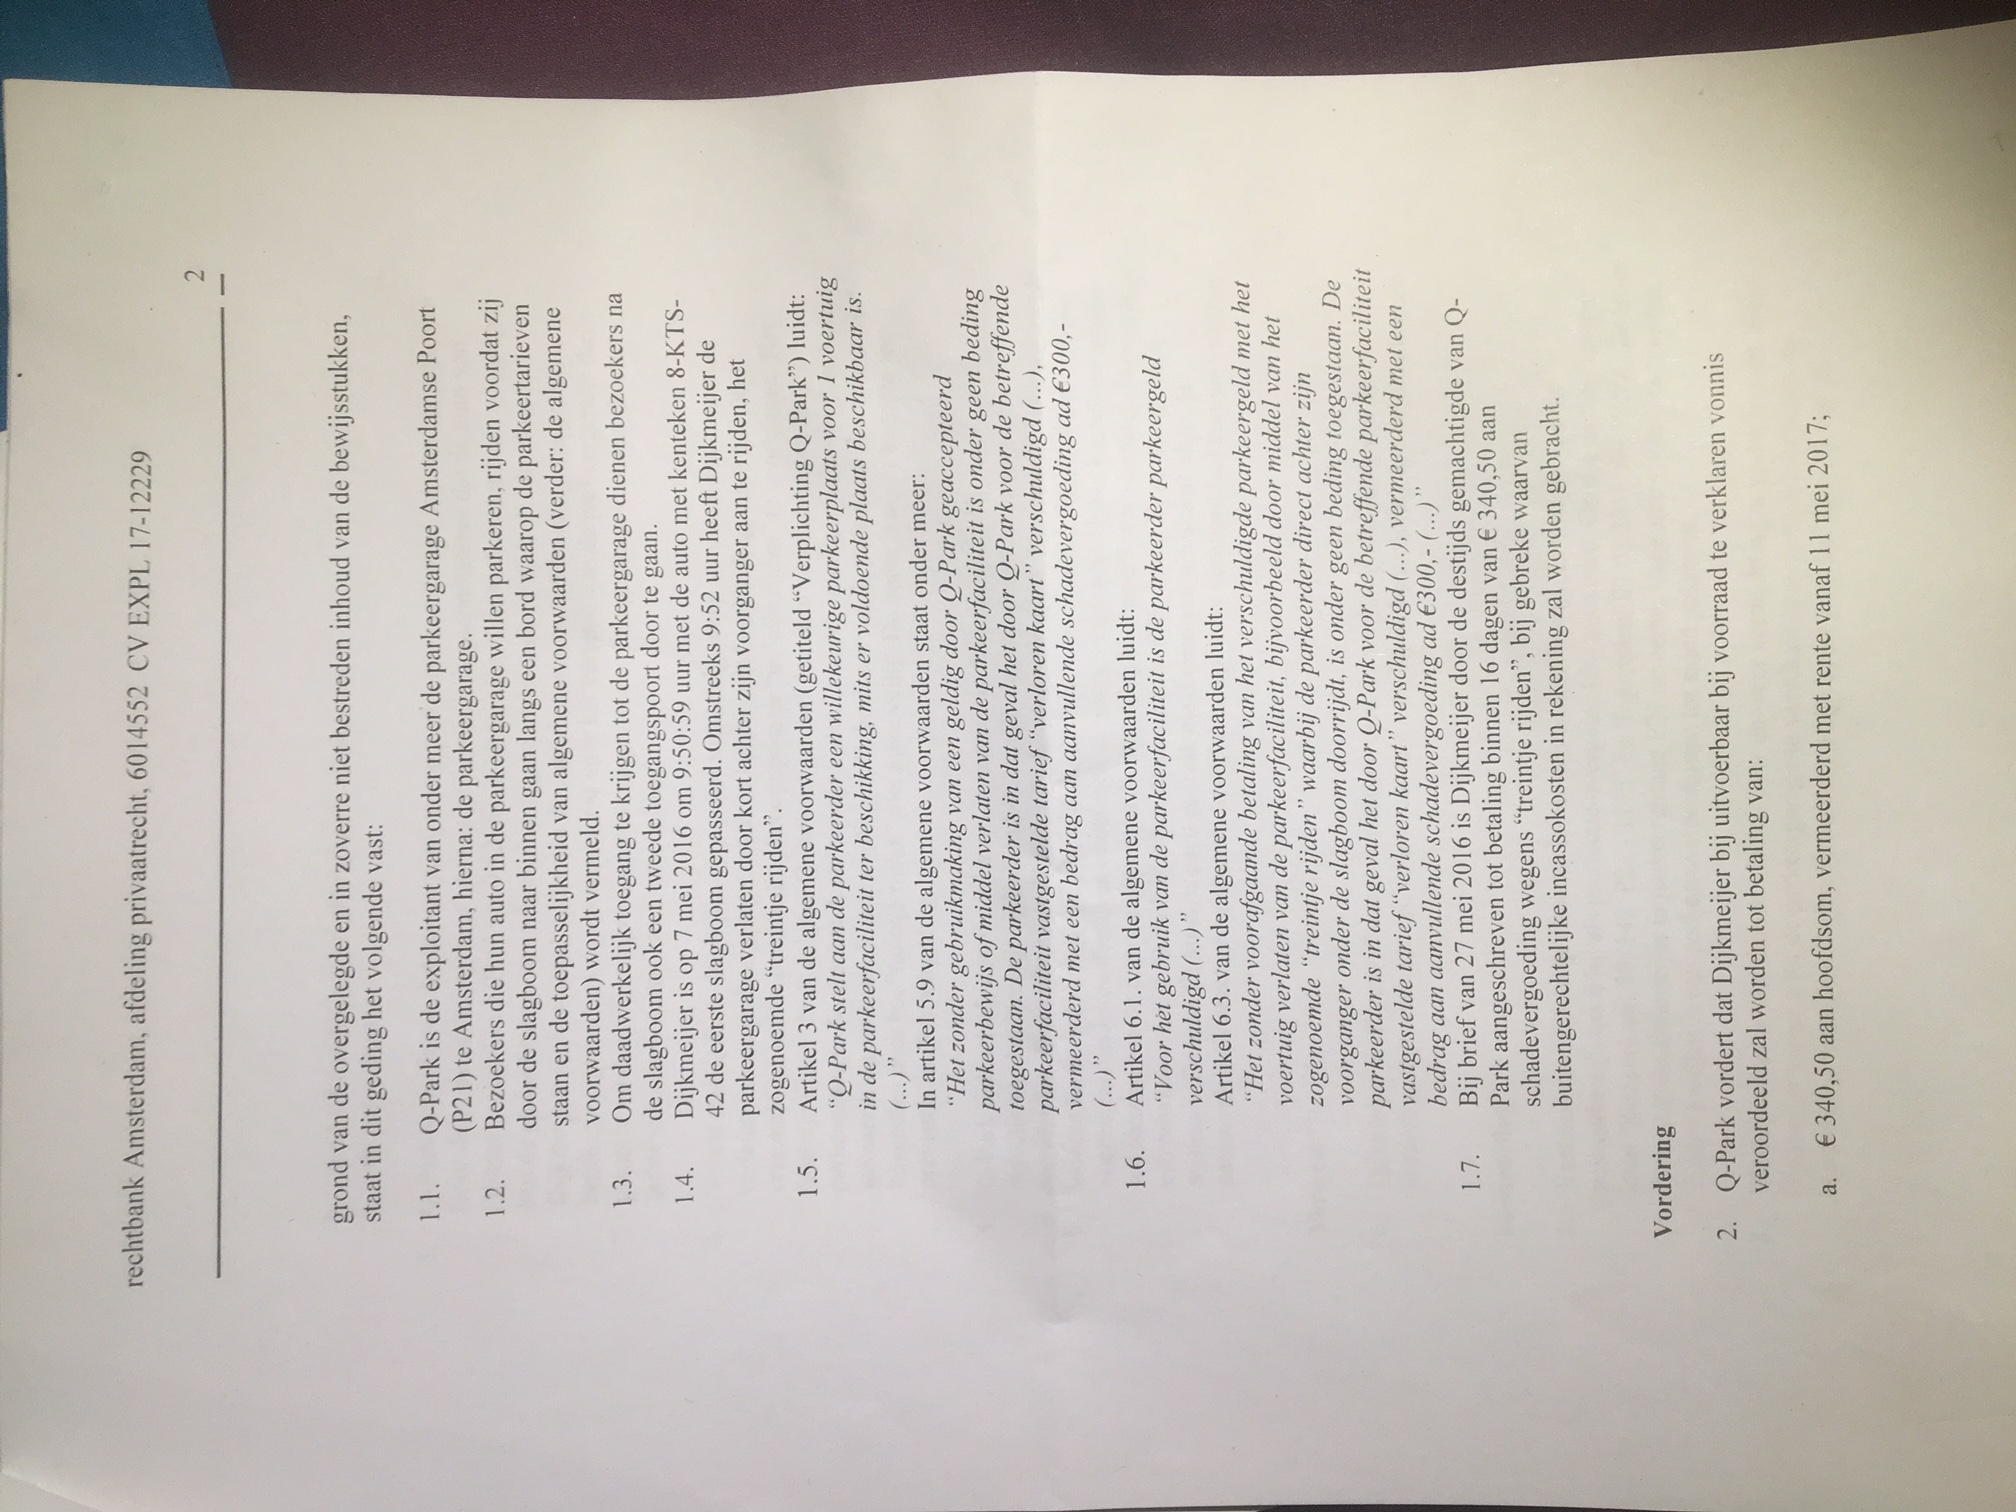 rechtbank Amsterdam, afdeling privaatrecht, 6014552 CV EXPL 17-12229
2
grond van de overgelegde en in zoverre niet bestreden inhoud van de bewijsstukken,
staat in dit geding het volgende vast:
1.1. Q-Park is de exploitant van onder meer de parkeergarage Amsterdamse Poort
(P21) te Amsterdam, hierna: de parkeergarage.
1.2. Bezoekers die hun auto in de parkeergarage willen parkeren, rijden voordat zij
door de slagboom naar binnen gaan langs een bord waarop de parkeertarieven
staan en de toepasselijkheid van algemene voorwaarden (verder: de algemene
voorwaarden) wordt vermeld.
1.3. Om daadwerkelijk toegang te krijgen tot de parkeergarage dienen bezoekers na
de slagboom ook een tweede toegangspoort door te gaan.
1.4. Dijkmeijer is op 7 mei 2016 om 9:50:59 uur met de auto met kenteken 8-KTS-
42 de eerste slagboom gepasseerd. Omstreeks 9:52 uur heeft Dijkmeijer de
parkeergarage verlaten door kort achter zijn voorganger aan te rijden, het
zogenoemde “treintje rijden”.
1.5. Artikel 3 van de algemene voorwaarden (getiteld “Verplichting Q-Park”) luidt:
“Q-Park stelt aan de parkeerder een willekeurige parkeerplaats voor 1 voertuig
in de parkeerfaciliteit ter beschikking, mits er voldoende plaats beschikbaar is.
(...)”
In artikel 5.9 van de algemene voorwaarden staat onder meer:
“Het zonder gebruikmaking van een geldig door Q-Park geaccepteerd
parkeerbewijs of middel verlaten van de parkeerfaciliteit is onder geen beding
toegestaan. De parkeerder is in dat geval het door Q-Park voor de betreffende
parkeerfaciliteit vastgestelde tarief “verloren kaart” verschuldigd (...),
vermeerderd met een bedrag aan aanvullende schadevergoeding ad €300,-
(...)”
1.6. Artikel 6.1. van de algemene voorwaarden luidt:
“Voor het gebruik van de parkeerfaciliteit is de parkeerder parkeergeld
verschuldigd (...)”
Artikel 6.3. van de algemene voorwaarden luidt:
“Het zonder voorafgaande betaling van het verschuldigde parkeergeld met het
voertuig verlaten van de parkeerfaciliteit, bijvoorbeeld door middel van het
zogenoemde “treintje rijden” waarbij de parkeerder direct achter zijn
voorganger onder de slagboom doorrijdt, is onder geen beding toegestaan. De
parkeerder is in dat geval het door Q-Park voor de betreffende parkeerfaciliteit
vastgestelde tarief “verloren kaart” verschuldigd (...), vermeerderd met een
bedrag aan aanvullende schadevergoeding ad €300,- (...)”
1.7. Bij brief van 27 mei 2016 is Dijkmeijer door de destijds gemachtigde van Q-
Park aangeschreven tot betaling binnen 16 dagen van € 340,50 aan
schadevergoeding wegens “treintje rijden”, bij gebreke waarvan
buitengerechtelijke incassokosten in rekening zal worden gebracht.
Vordering
2. Q-Park vordert dat Dijkmeijer bij uitvoerbaar bij voorraad te verklaren vonnis
veroordeeld zal worden tot betaling van:
a. € 340,50 aan hoofdsom, vermeerderd met rente vanaf 11 mei 2017;